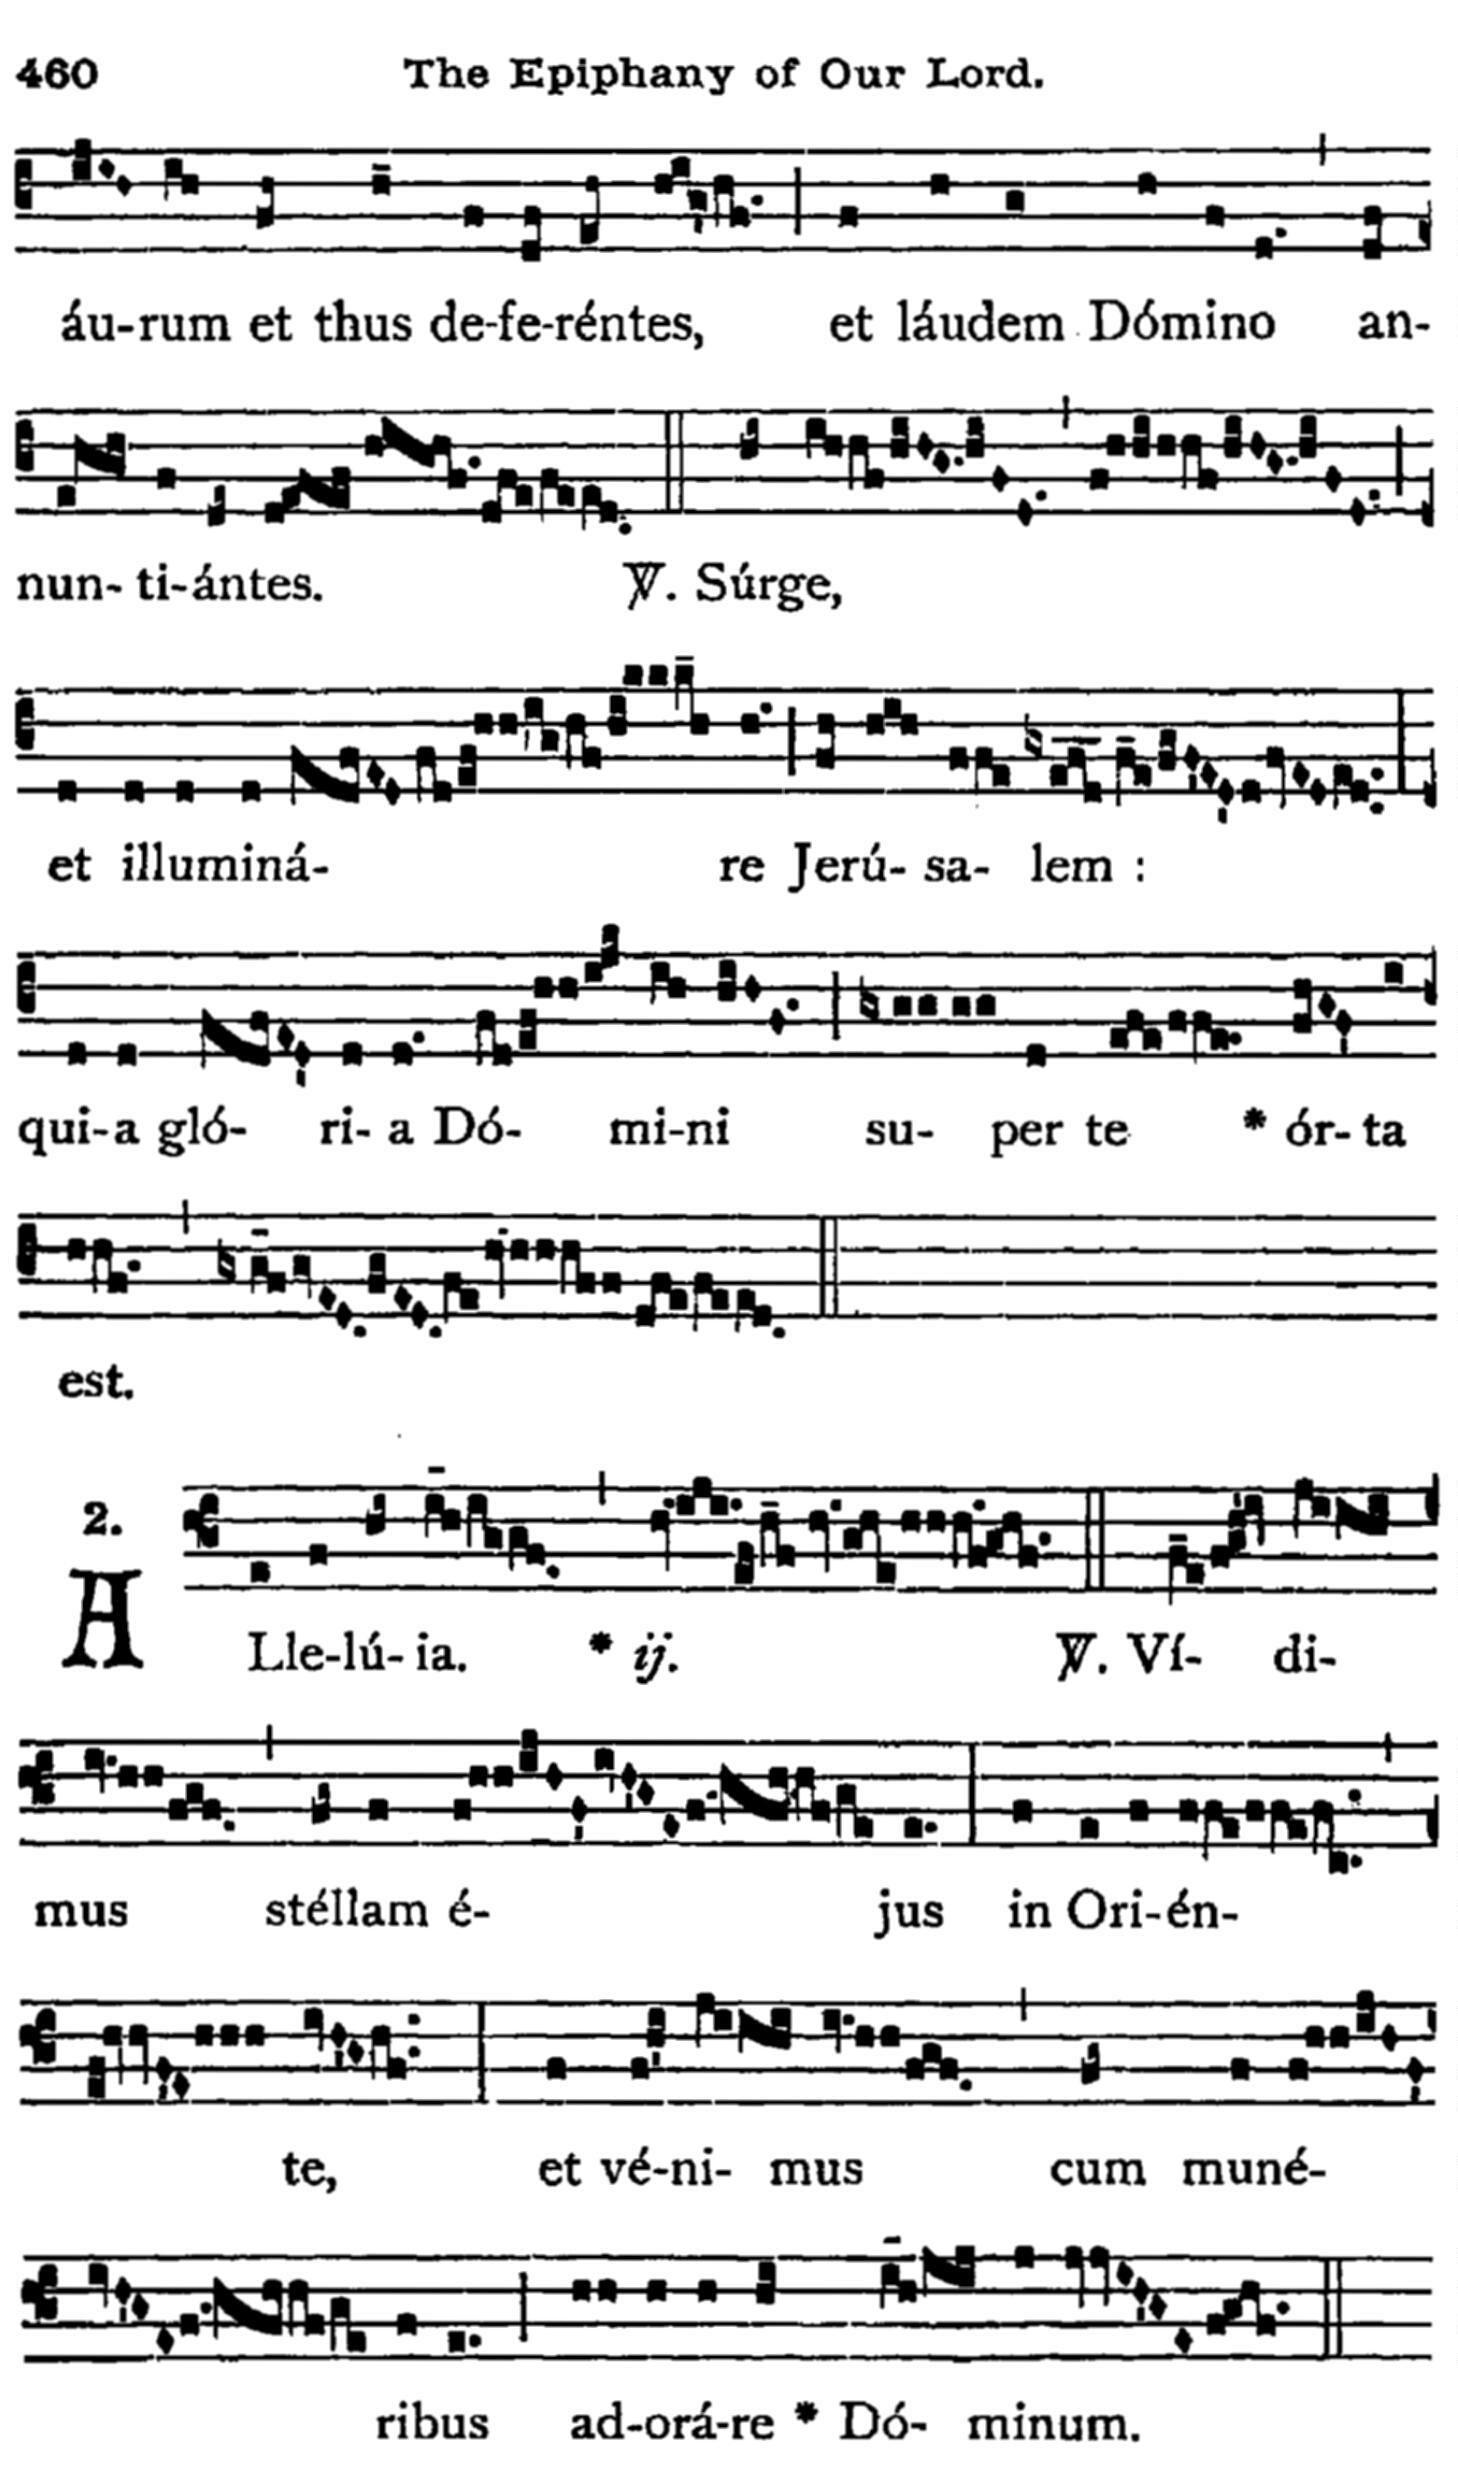 460 The Epiphany of Our Lord.
áu-rum et thus de-fe-réntes, et láudem Dómino an-
nun- ti-ántes. ℣. Súrge,
et illuminá- re Jerú- sa- lem :
qui-a gló- ri- a Dó- mi-ni su- per te * ór- ta
est.
2.
A Lle-lú- ia. * ij. ℣. Ví- di-
mus stéllam é- jus in Ori-én-
te, et vé-ni- mus cum muné-
ribus ad-orá-re * Dó- minum.